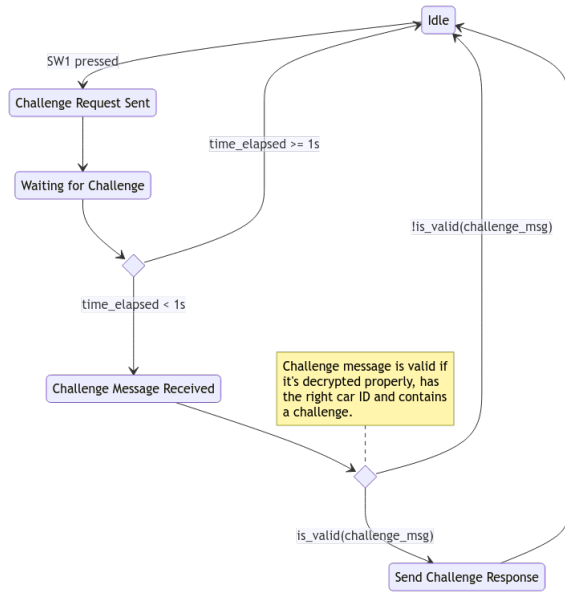 Idle
SW1 pressed
Challenge Request Sent
time_elapsed >= 1s
Waiting for Challenge
!is_valid(challenge_msg)
time_elapsed < 1s
Challenge message is valid if
it's decrypted properly, has
the right car ID and contains
a challenge.
Challenge Message Received
is_valid(challenge_msg)
Send Challenge Response